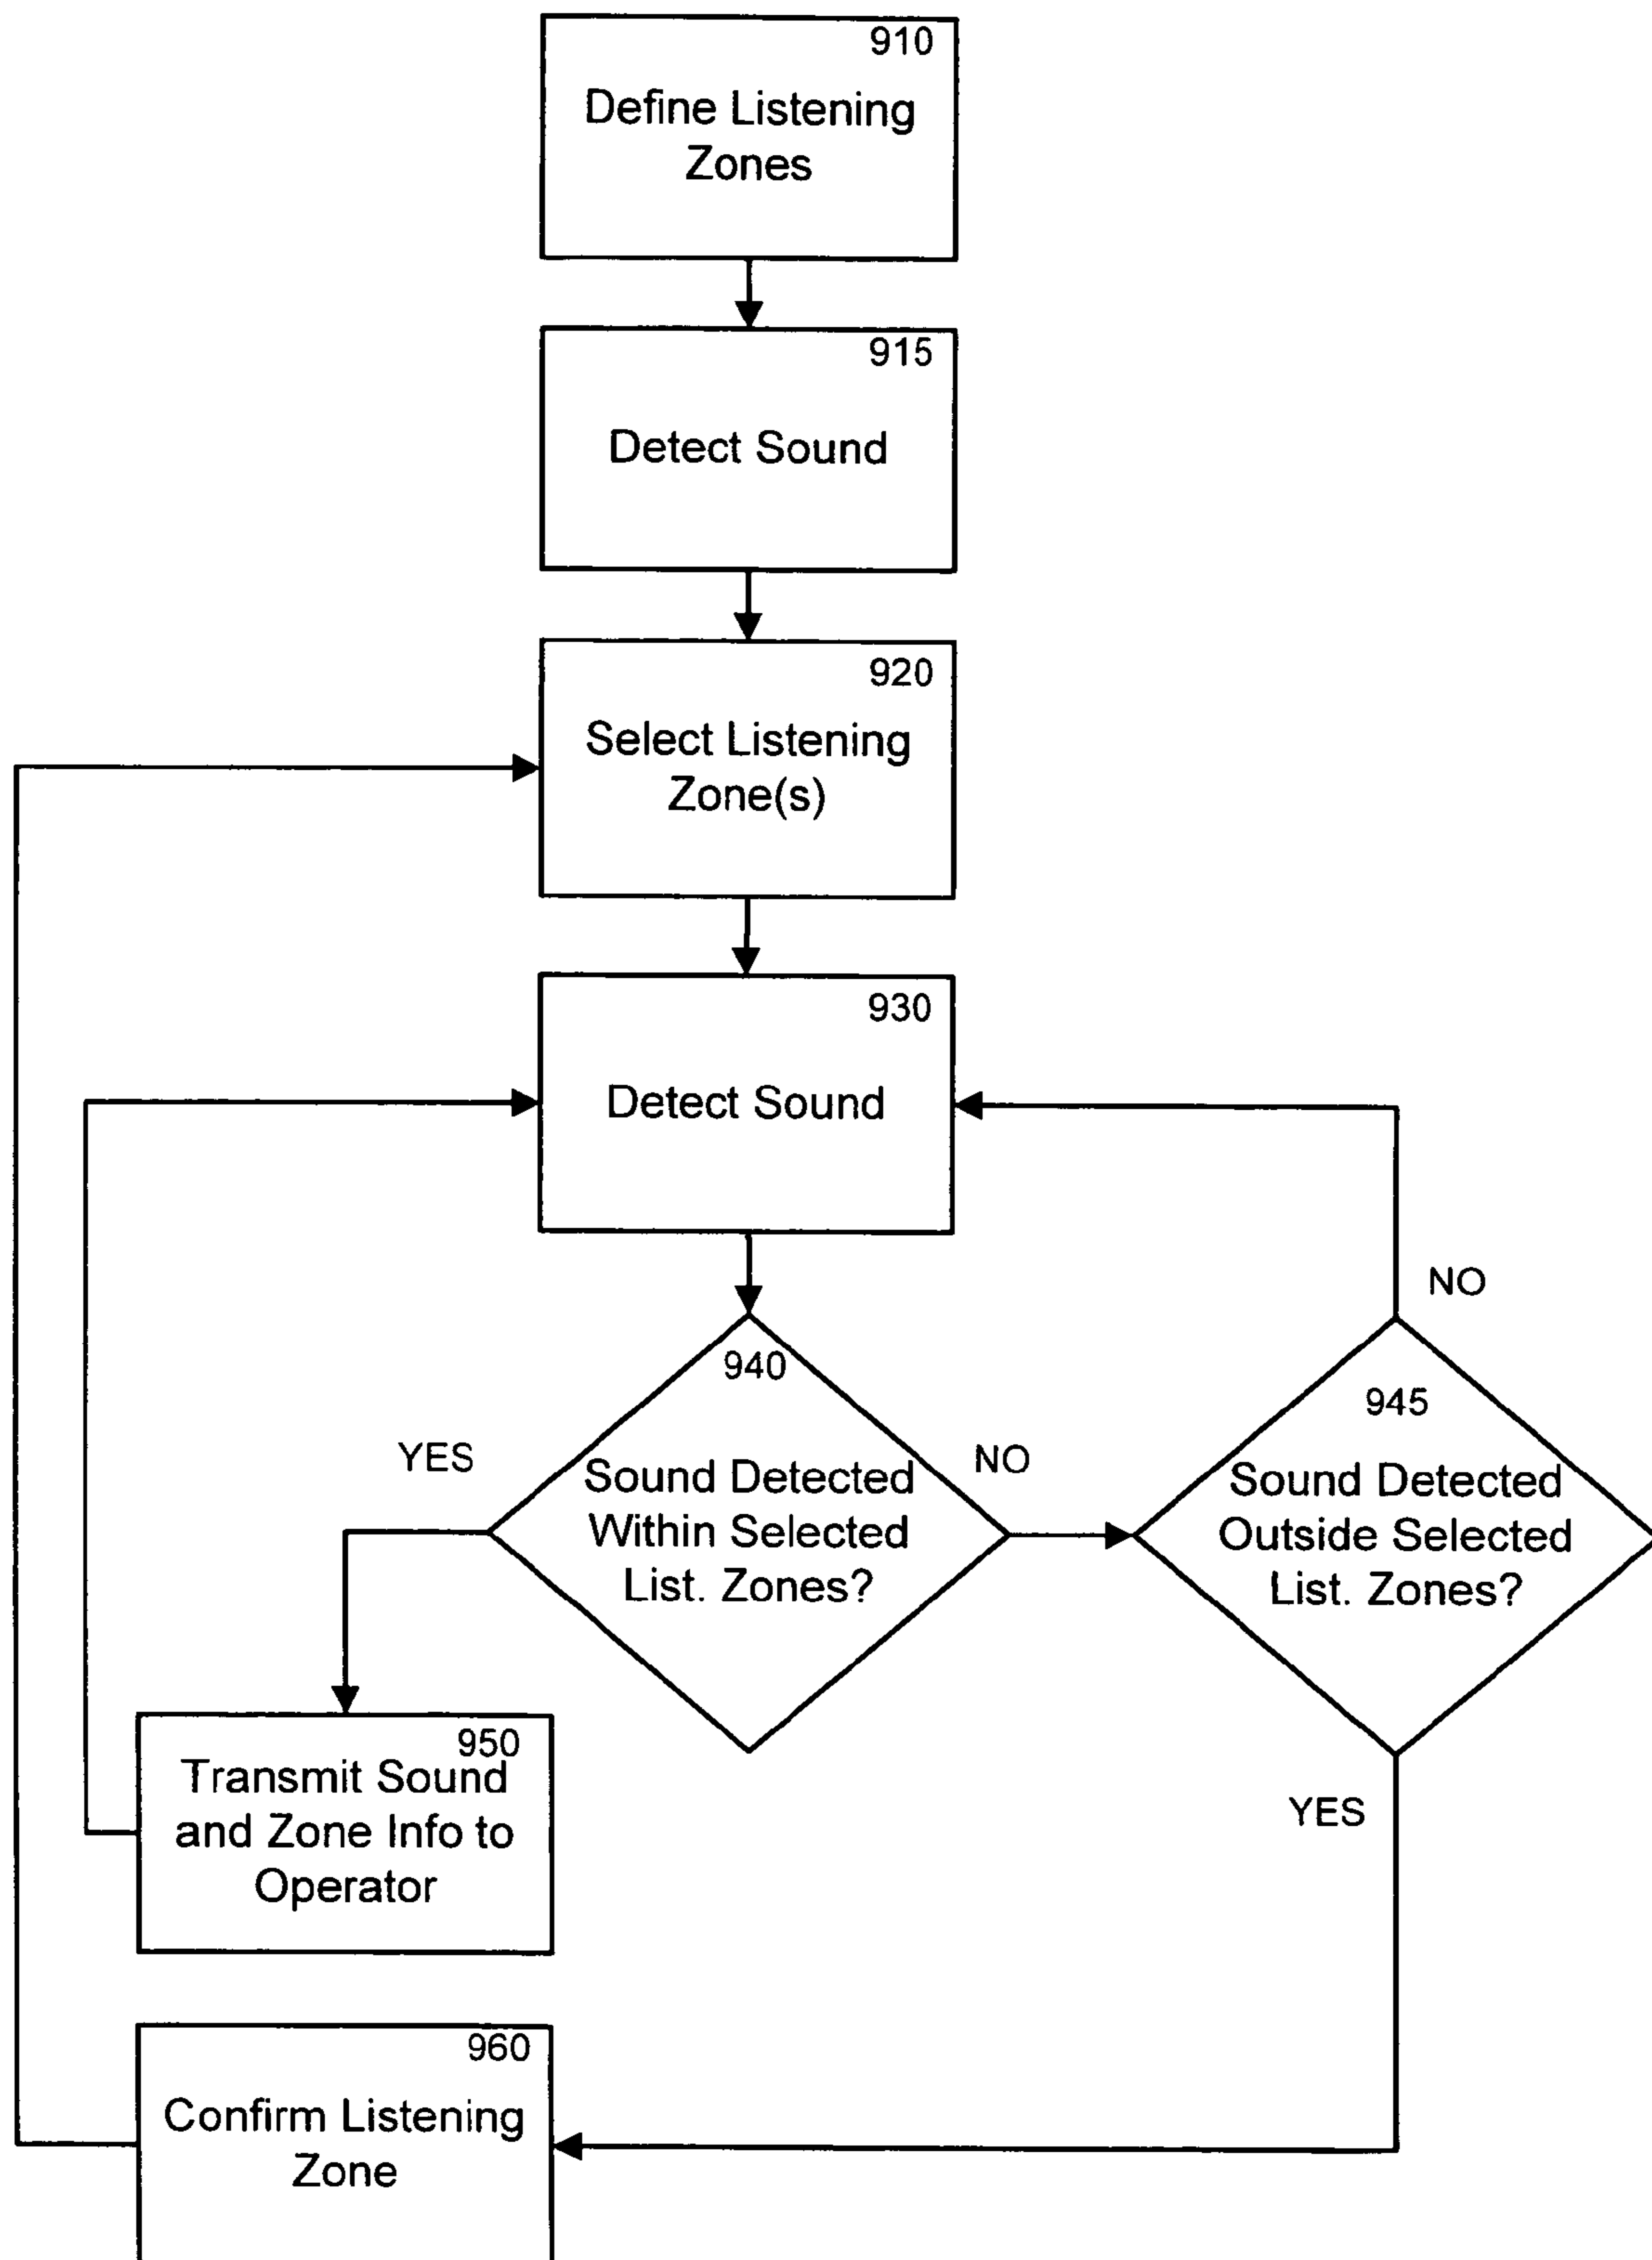 910
Define Listening
Zones
915
Detect Sound
920
Select Listening
Zone(s)
930
Detect Sound
NO
940
945
YES
NO
Sound Detected
Within Selected
List. Zones?
Sound Detected
Outside Selected
List. Zones?
950
Transmit Sound
and Zone Info to
Operator
YES
960
Confirm Listening
Zone